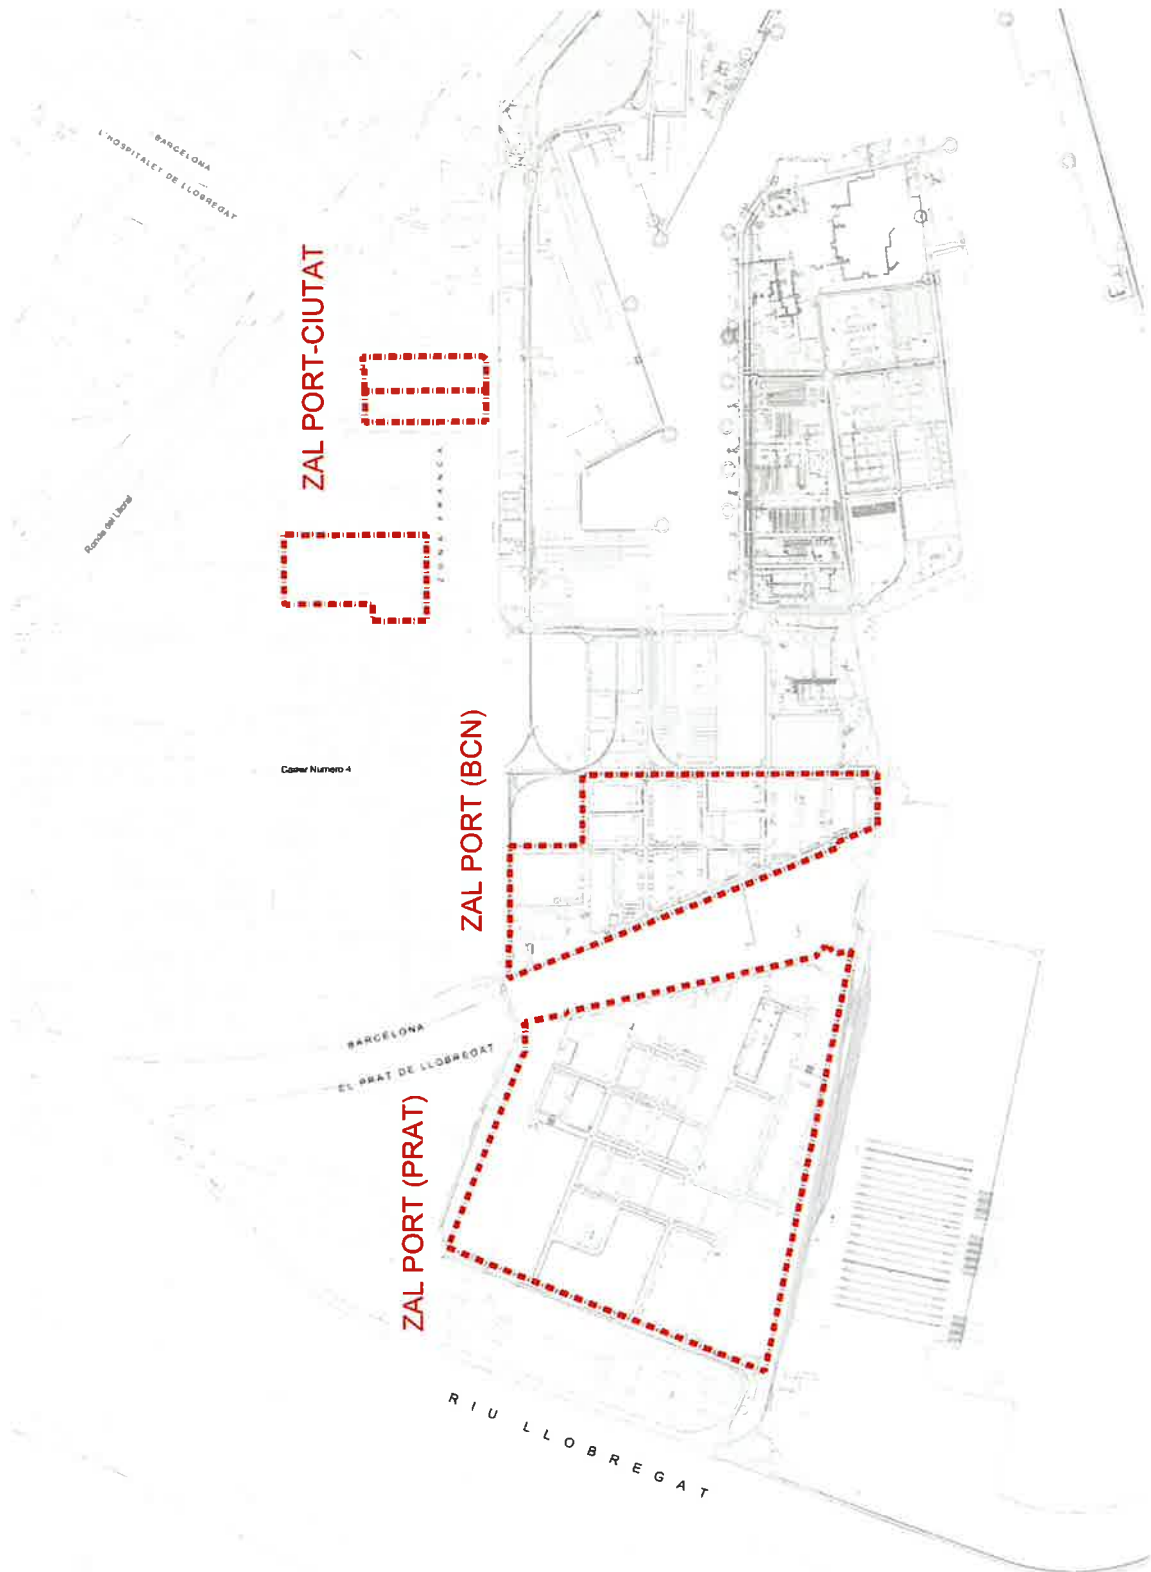 BARCELONA
L'HOSPITALET DE LLOBREGAT
ZAL PORT-CIUTAT
Ronda del Litoral
ZONA FRANCA
ZAL PORT (BCN)
Carrer Numero 4
BARCELONA
EL PRAT DE LLOBREGAT
ZAL PORT (PRAT)
RIU LLOBREGAT